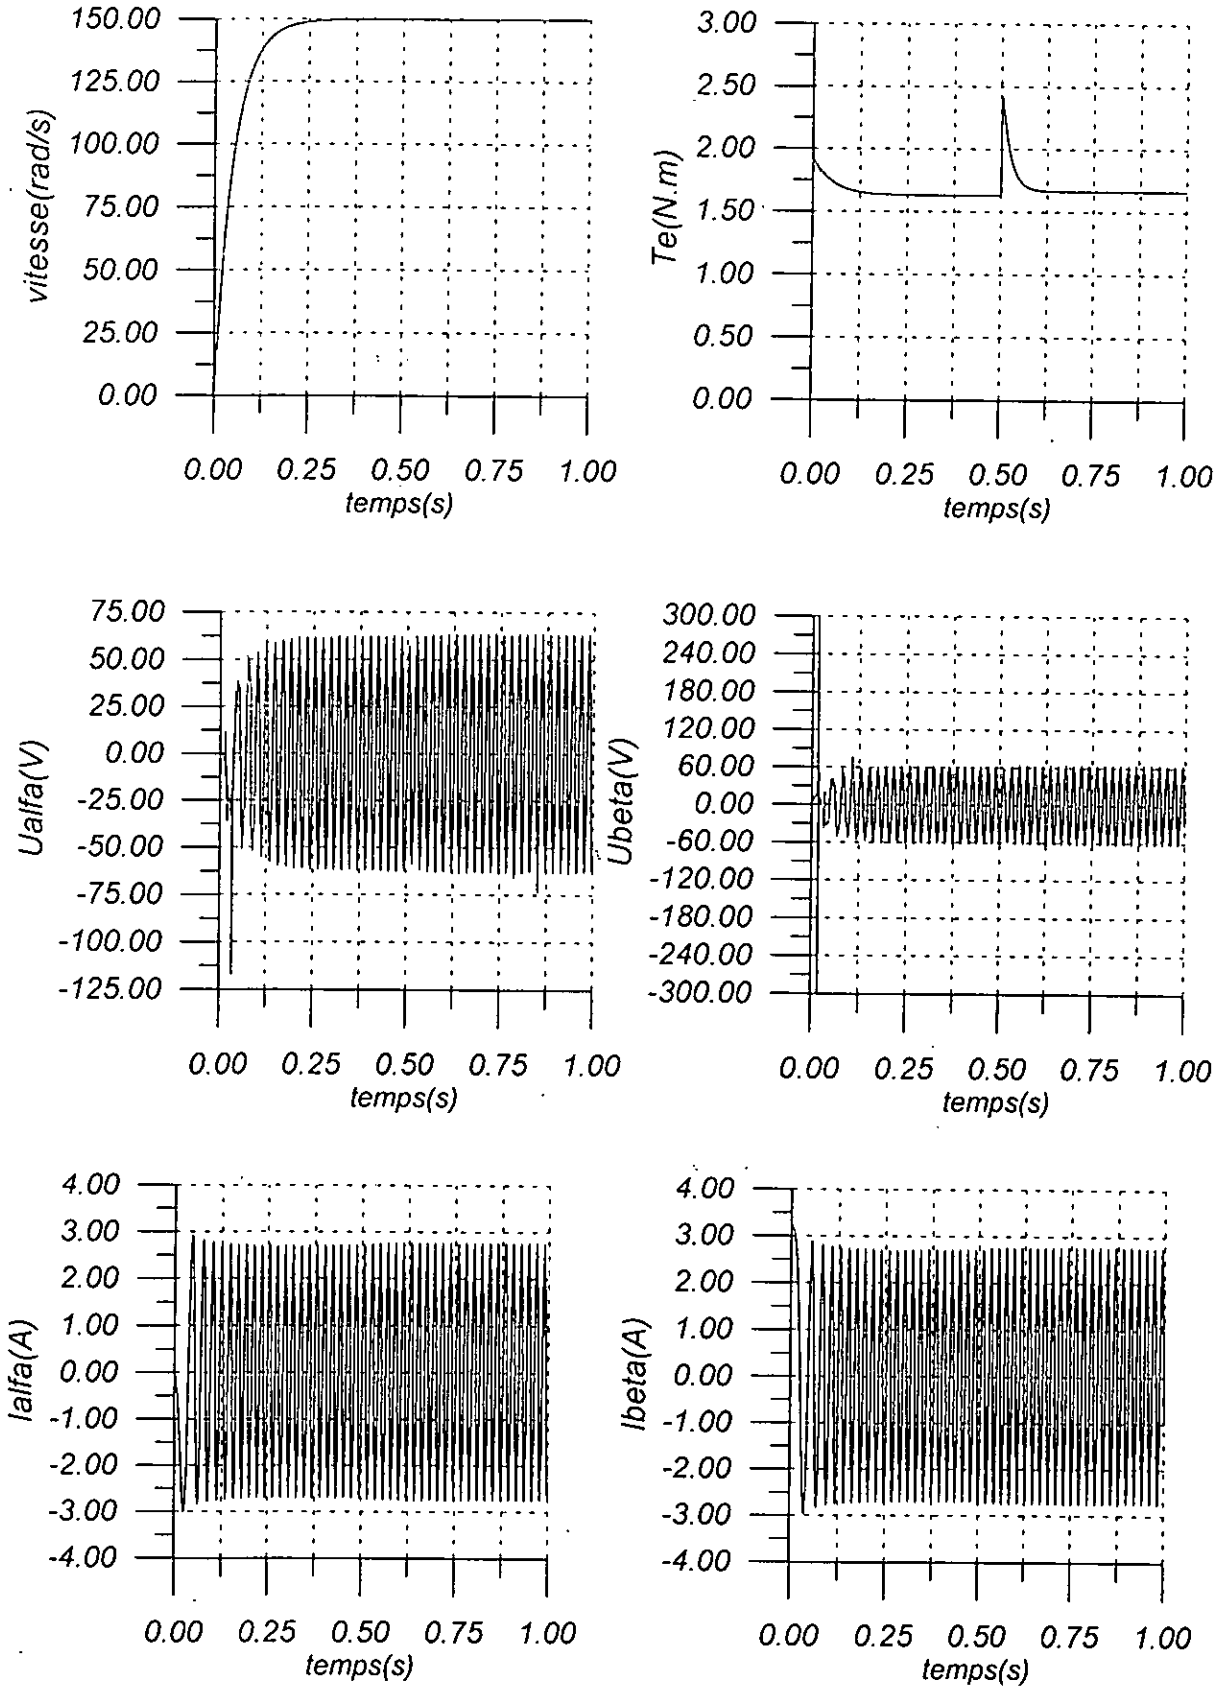 150.00
125.00
100.00
75.00
50.00
25.00
0.00
vitesse(rad/s)
0.00 0.25 0.50 0.75 1.00
temps(s)
3.00
2.50
2.00
1.50
1.00
0.50
0.00
Te(N.m)
0.00 0.25 0.50 0.75 1.00
temps(s)
75.00
50.00
25.00
0.00
-25.00
-50.00
-75.00
-100.00
-125.00
Ualfa(V)
0.00 0.25 0.50 0.75 1.00
temps(s)
300.00
240.00
180.00
120.00
60.00
0.00
-60.00
-120.00
-180.00
-240.00
-300.00
Ubeta(V)
0.00 0.25 0.50 0.75 1.00
temps(s)
4.00
3.00
2.00
1.00
0.00
-1.00
-2.00
-3.00
-4.00
Ialfa(A)
0.00 0.25 0.50 0.75 1.00
temps(s)
4.00
3.00
2.00
1.00
0.00
-1.00
-2.00
-3.00
-4.00
Ibeta(A)
0.00 0.25 0.50 0.75 1.00
temps(s)